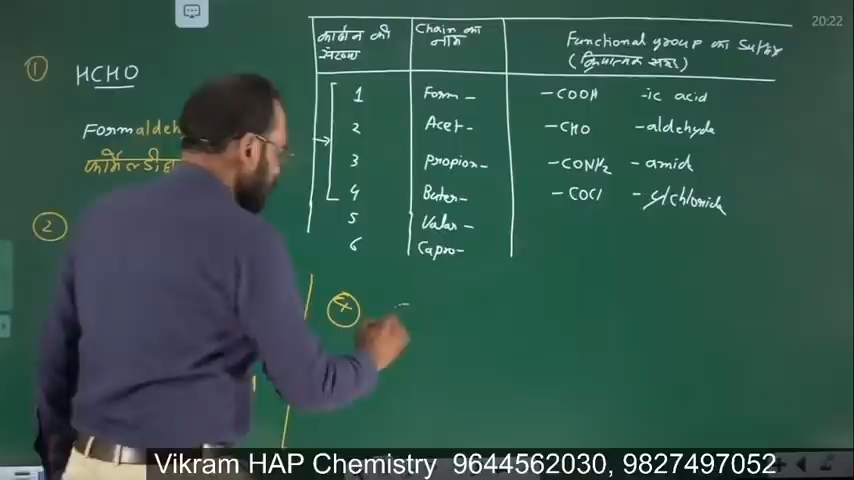 20:22
कार्बन की संख्या
Chain का नाम
Functional group का Suffix
(क्रियात्मक समूह)
1 Form - -COOH -ic acid
2 Acet - -CHO -aldehyde
3 Propion - -CONH2 -amide
4 Buter - -COCl - yl chloride
5 Valar -
6 Capro -
1
HCHO
Formaldeh
2
Ex
Vikram HAP Chemistry 9644562030, 9827497052